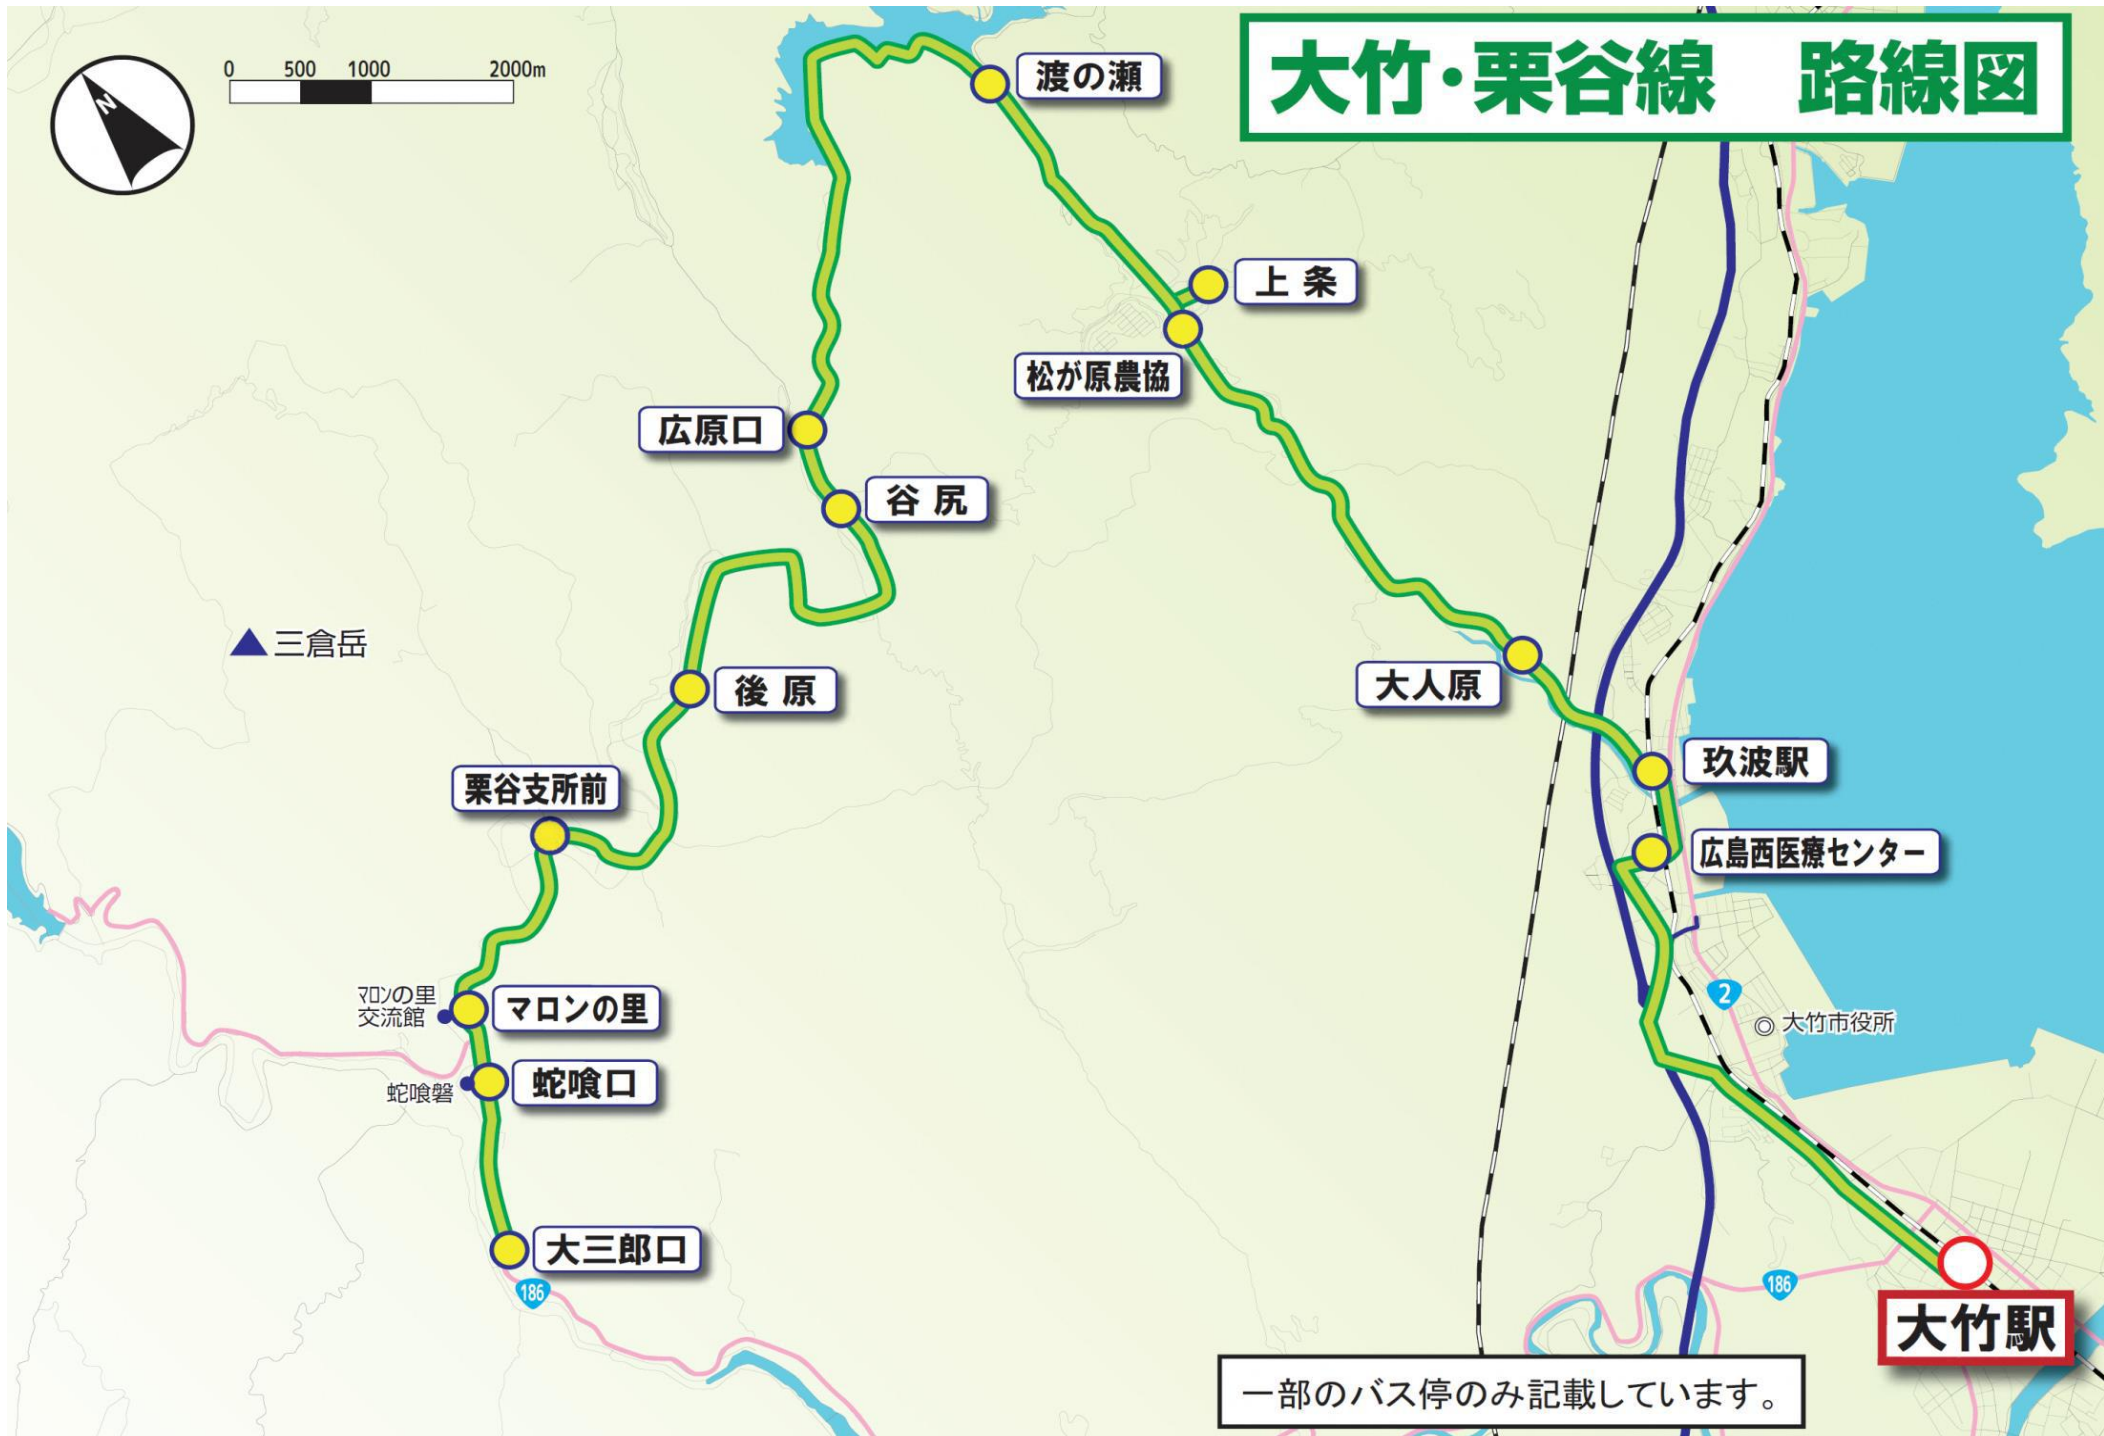 大竹・栗谷線　路線図
N
0 500 1000 2000m
渡の瀬
上条
松が原農協
広原口
谷尻
三倉岳
後原
大人原
玖波駅
栗谷支所前
広島西医療センター
マロンの里
交流館
マロンの里
2
大竹市役所
蛇喰磐
蛇喰口
大三郎口
186
186
大竹駅
一部のバス停のみ記載しています。